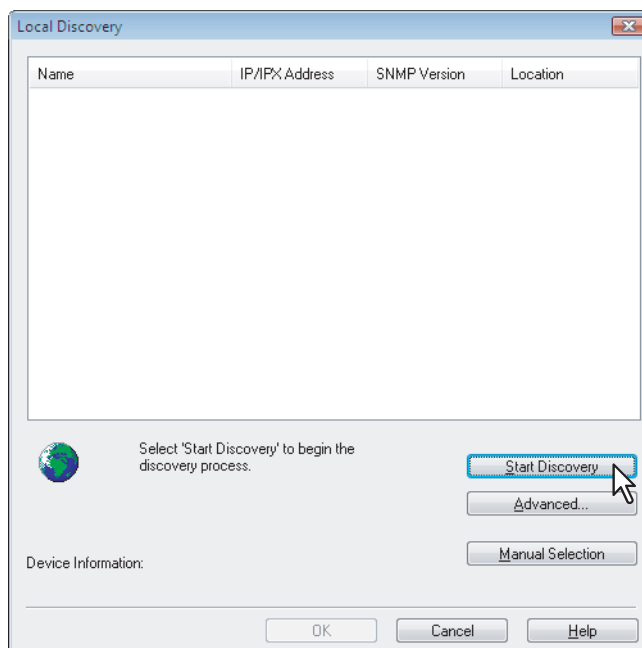 Local Discovery
Name IP/IPX Address SNMP Version Location
Select 'Start Discovery' to begin the
discovery process.
Start Discovery
Advanced...
Manual Selection
Device Information:
OK Cancel Help